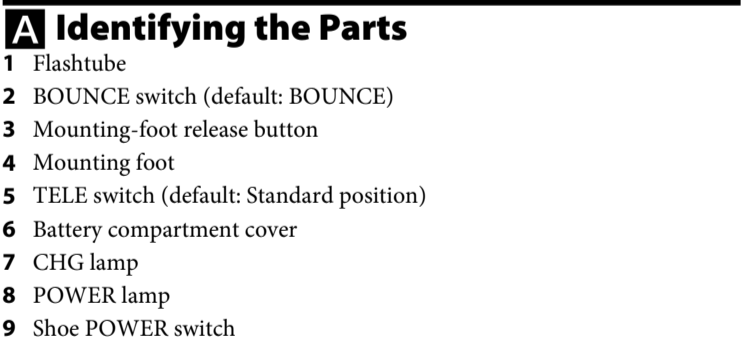 A Identifying the Parts
1 Flashtube
2 BOUNCE switch (default: BOUNCE)
3 Mounting-foot release button
4 Mounting foot
5 TELE switch (default: Standard position)
6 Battery compartment cover
7 CHG lamp
8 POWER lamp
9 Shoe POWER switch